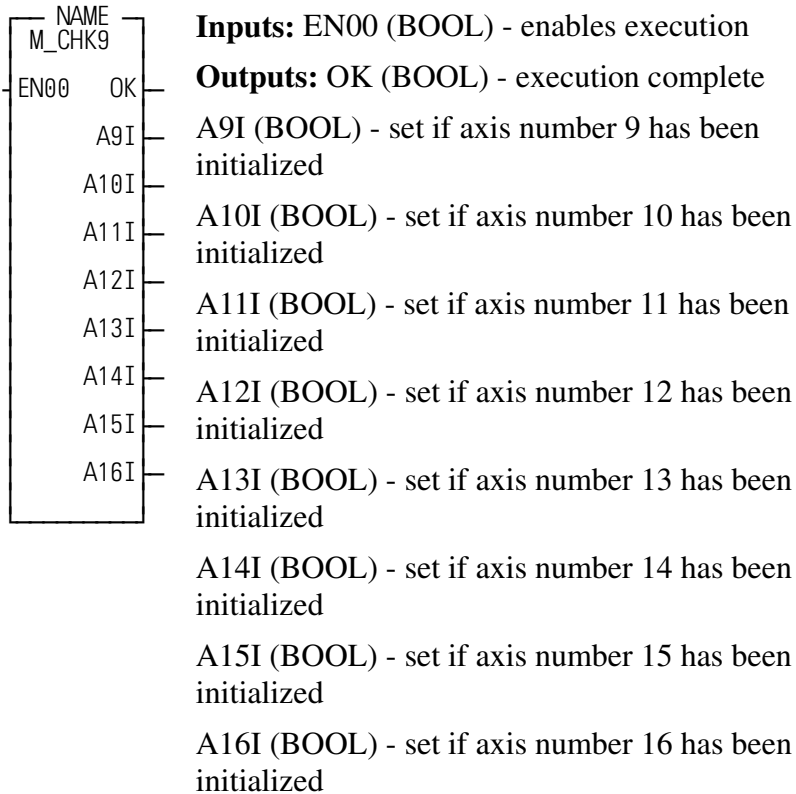 NAME
M_CHK9
EN00 OK
A9I
A10I
A11I
A12I
A13I
A14I
A15I
A16I
Inputs: EN00 (BOOL) - enables execution
Outputs: OK (BOOL) - execution complete
A9I (BOOL) - set if axis number 9 has been
initialized
A10I (BOOL) - set if axis number 10 has been
initialized
A11I (BOOL) - set if axis number 11 has been
initialized
A12I (BOOL) - set if axis number 12 has been
initialized
A13I (BOOL) - set if axis number 13 has been
initialized
A14I (BOOL) - set if axis number 14 has been
initialized
A15I (BOOL) - set if axis number 15 has been
initialized
A16I (BOOL) - set if axis number 16 has been
initialized